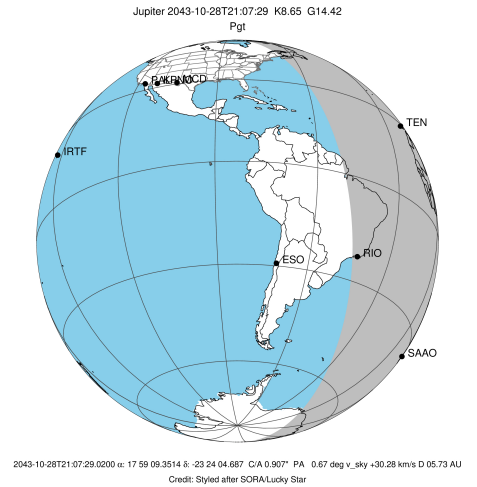 Jupiter 2043-10-28T21:07:29 K8.65 G14.42
Pgt
MCD
TEN
IRTF
RIO
ESO
SAAO
2043-10-28T21:07:29.0200 α: 17 59 09.3514 δ: -23 24 04.687 C/A 0.907" PA 0.67 deg v_sky +30.28 km/s D 05.73 AU
Credit: Styled after SORA/Lucky Star